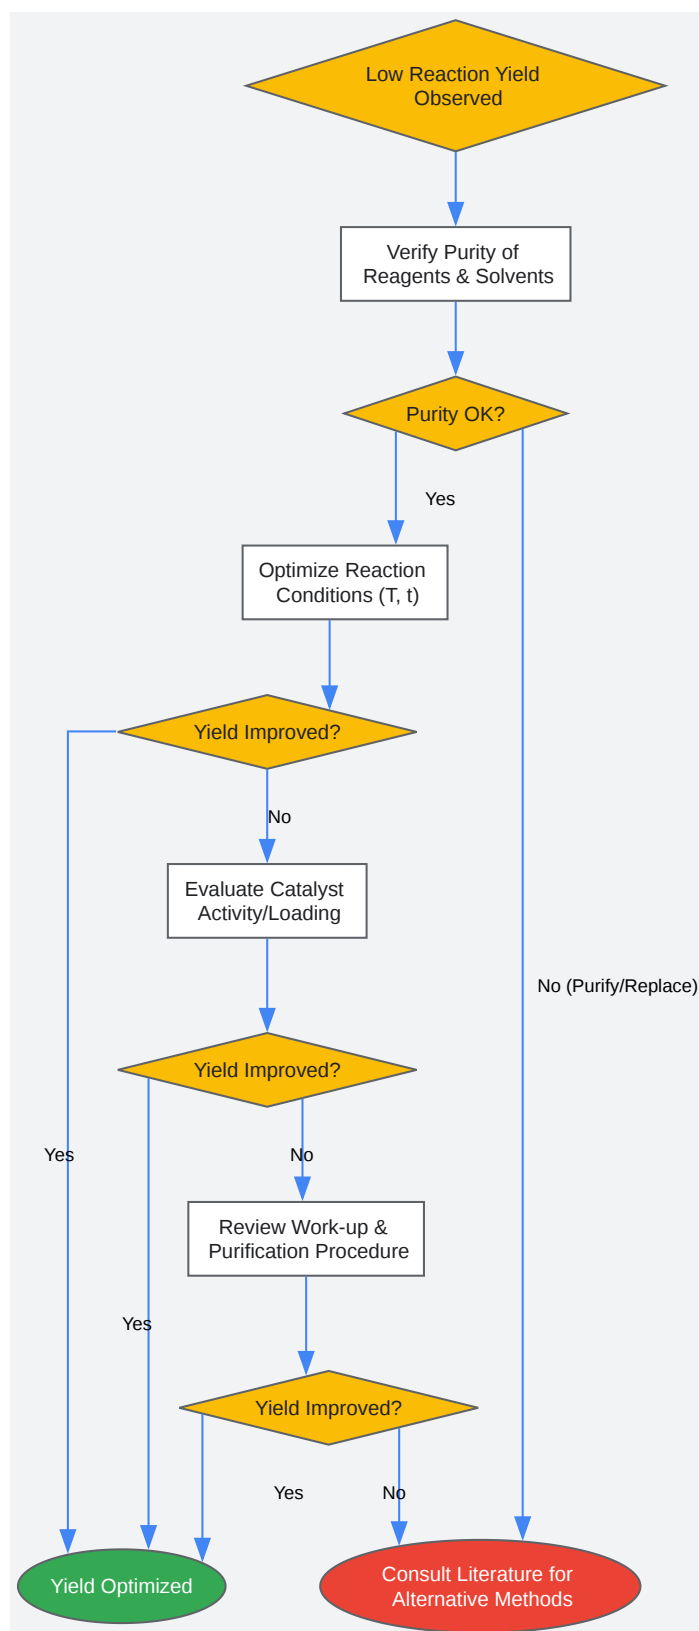 Low Reaction Yield
Observed
Verify Purity of
Reagents & Solvents
Purity OK?
Yes
Optimize Reaction
Conditions (T, t)
Yield Improved?
No
Evaluate Catalyst
Activity/Loading
No (Purify/Replace)
Yield Improved?
Yes
No
Review Work-up &
Purification Procedure
Yes
Yield Improved?
Yes
No
Yield Optimized
Consult Literature for
Alternative Methods